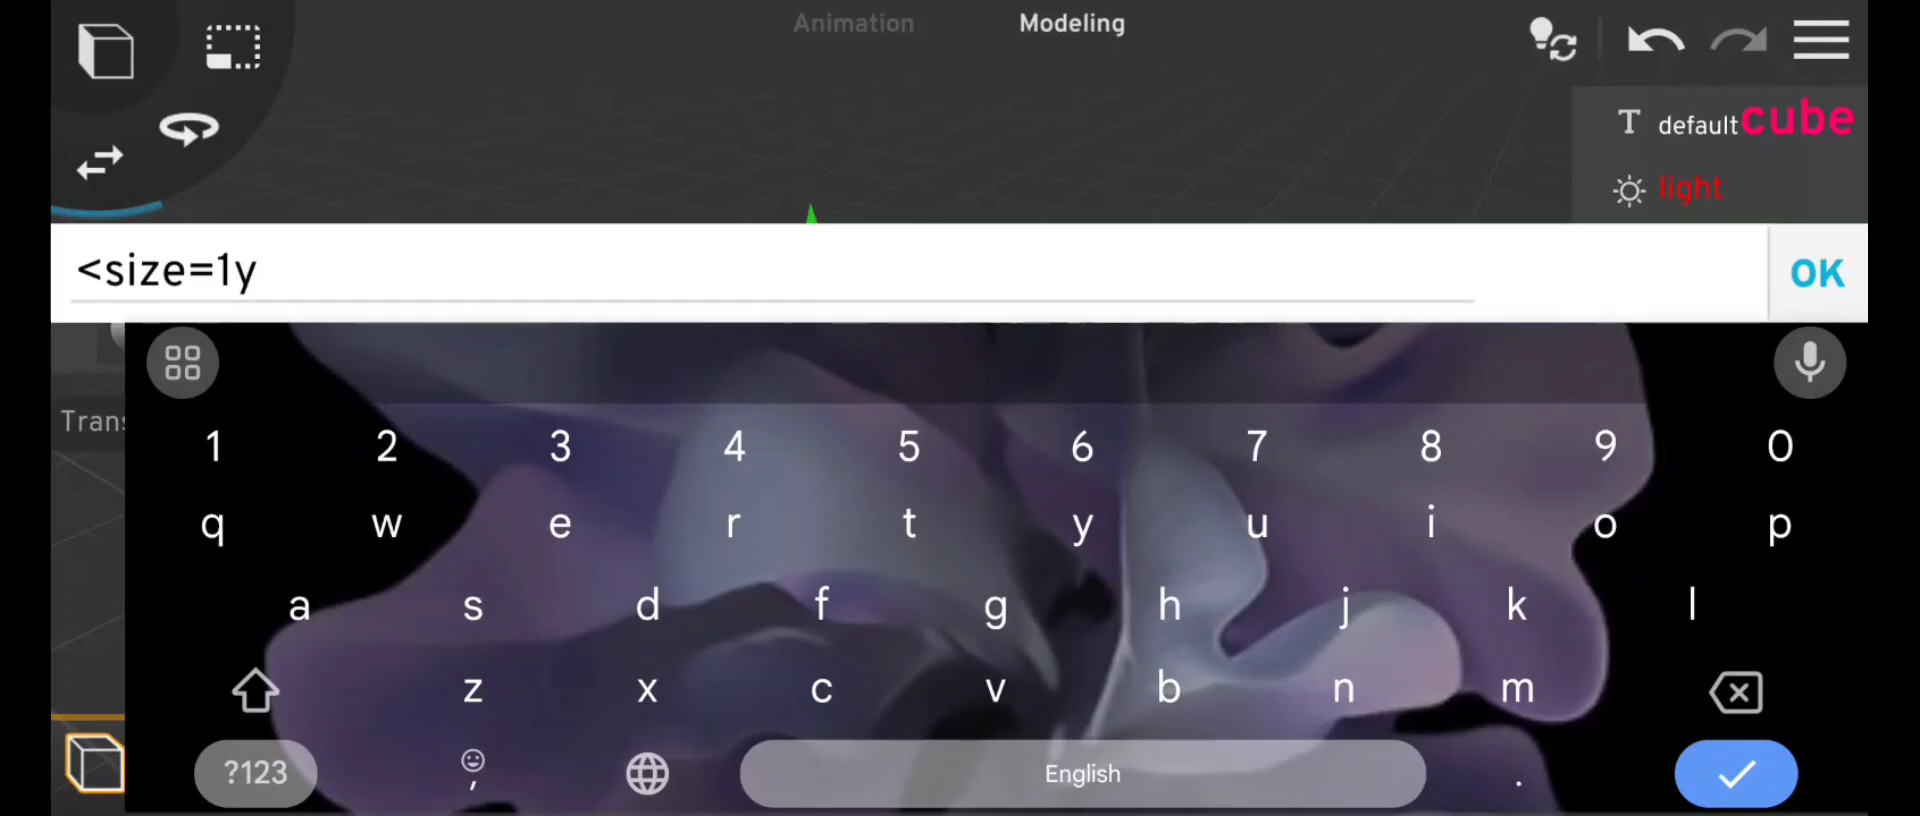 Animation Modeling
T defaultcube
light
<size=1y
OK
Trans
1 2 3 4 5 6 7 8 9 0
q w e r t y u i o p
a s d f g h j k l
z x c v b n m
?123 , English .